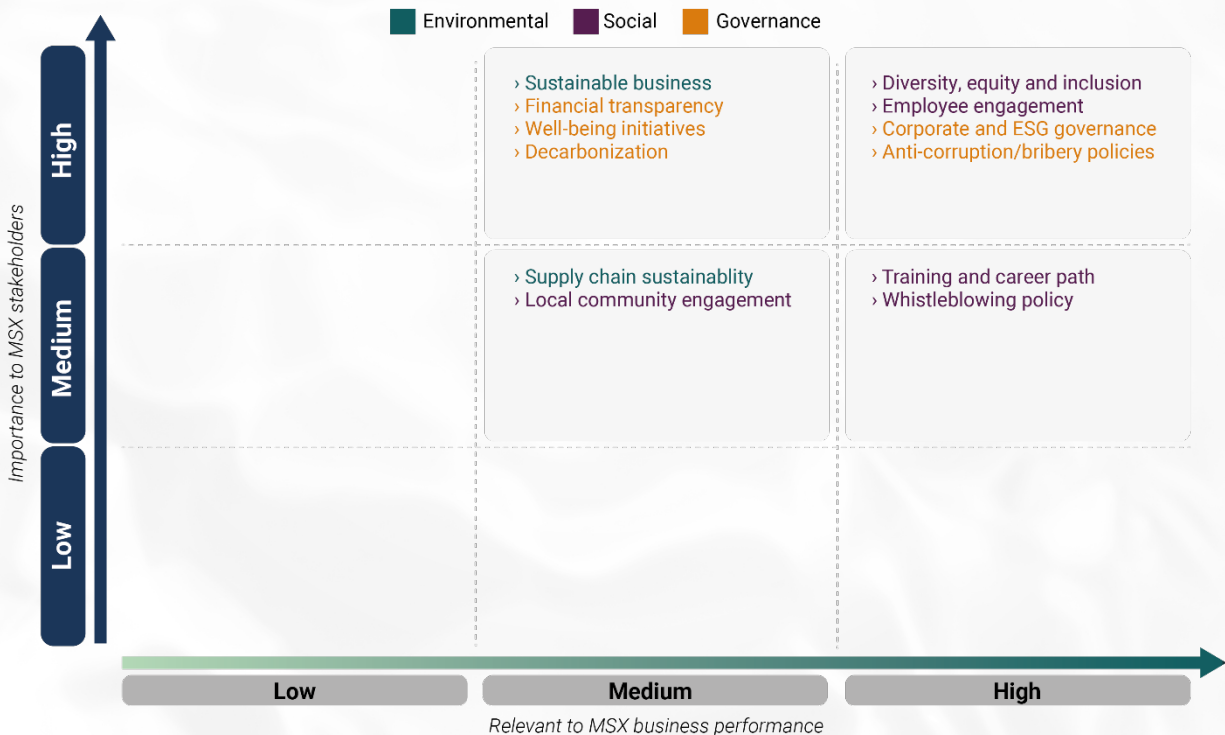 Environmental
Social
Governance
Importance to MSX stakeholders
High
› Sustainable business
› Financial transparency
› Well-being initiatives
› Decarbonization
› Diversity, equity and inclusion
› Employee engagement
› Corporate and ESG governance
› Anti-corruption/bribery policies
Medium
› Supply chain sustainablity
› Local community engagement
› Training and career path
› Whistleblowing policy
Low
Low
Medium
High
Relevant to MSX business performance